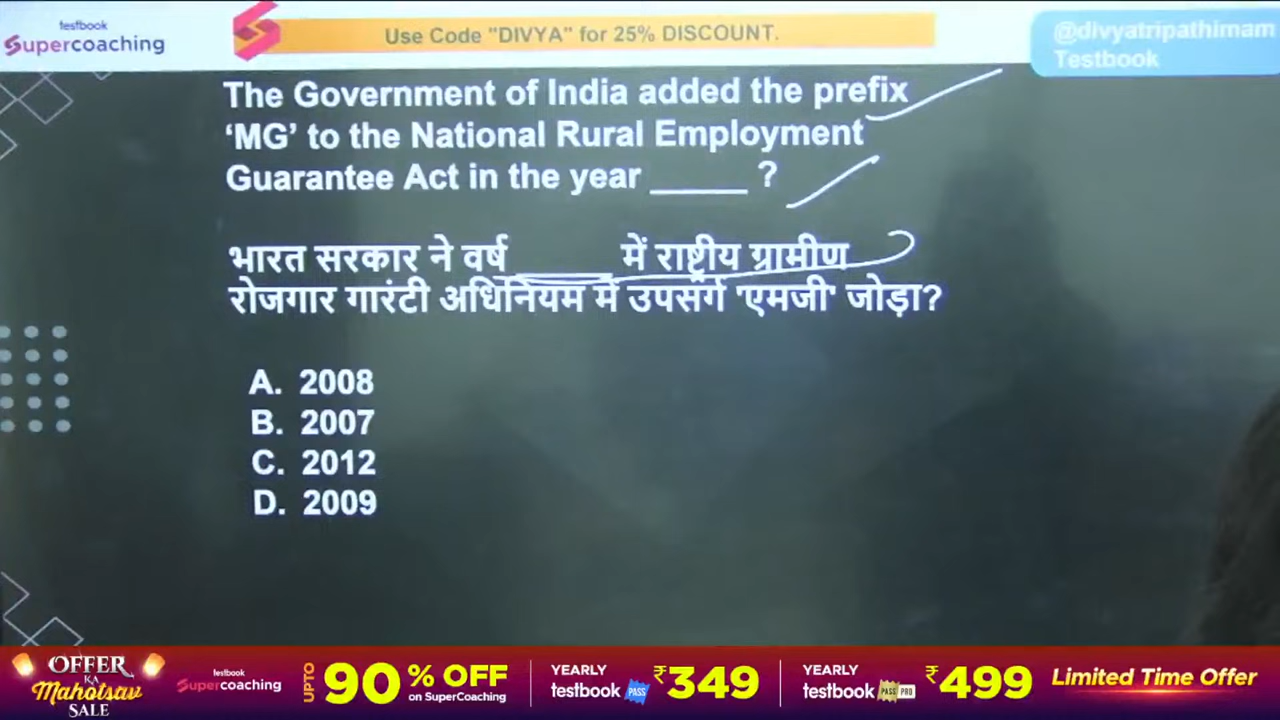 testbook
Supercoaching
Use Code "DIVYA" for 25% DISCOUNT.
@divyatripathimam
Testbook
The Government of India added the prefix
‘MG’ to the National Rural Employment
Guarantee Act in the year _____ ?
भारत सरकार ने वर्ष _____ में राष्ट्रीय ग्रामीण
रोजगार गारंटी अधिनियम में उपसर्ग 'एमजी' जोड़ा?
A. 2008
B. 2007
C. 2012
D. 2009
OFFER
KA
Mahotsav
SALE
testbook
Supercoaching
UPTO
90% OFF
on SuperCoaching
YEARLY
testbook PASS
₹349
YEARLY
testbook PASS PRO
₹499
Limited Time Offer